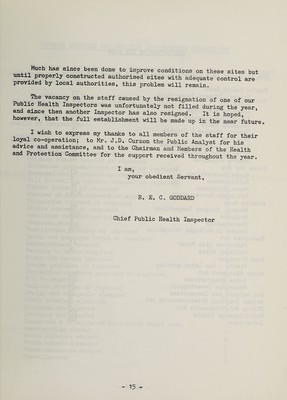 Much has since been done to improve conditions on these sites but
until properly constructed authorised sites with adequate control are
provided by local authorities, this problem will remain.
The vacancy on the staff caused by the resignation of one of our
Public Health Inspectors was unfortunately not filled during the year,
and since then another Inspector has also resigned. It is hoped,
however, that the full establishment will be made up in the near future.
I wish to express my thanks to all members of the staff for their
loyal co-operation; to Mr. J.D. Curzon the Public Analyst for his
advice and assistance, and to the Chairman and Members of the Health
and Protection Committee for the support received throughout the year.
I am,
your obedient Servant,
R. E. C. GODDARD
Chief Public Health Inspector
- 15 -